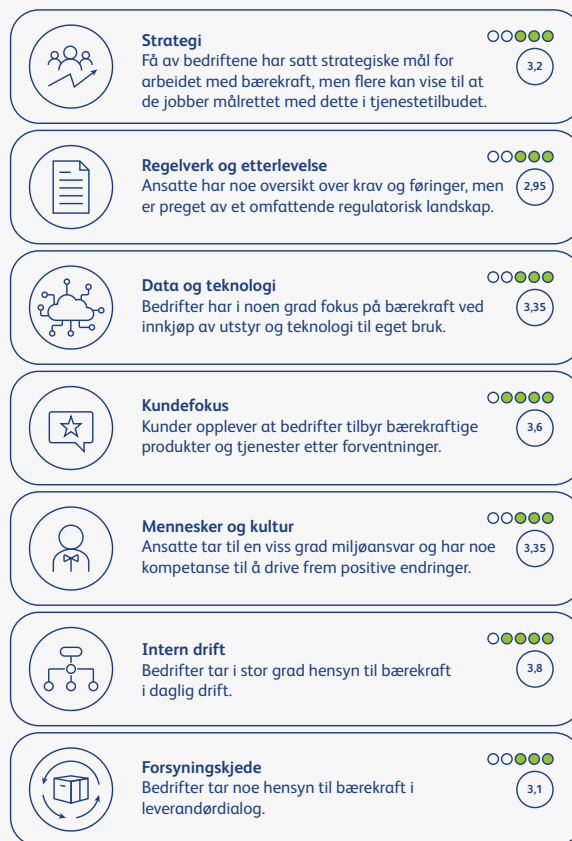 Strategi
Få av bedriftene har satt strategiske mål for
arbeidet med bærekraft, men flere kan vise til at
de jobber målrettet med dette i tjenestetilbudet.
3,2
Regelverk og etterlevelse
Ansatte har noe oversikt over krav og føringer, men
er preget av et omfattende regulatorisk landskap.
2,95
Data og teknologi
Bedrifter har i noen grad fokus på bærekraft ved
innkjøp av utstyr og teknologi til eget bruk.
3,35
Kundefokus
Kunder opplever at bedrifter tilbyr bærekraftige
produkter og tjenester etter forventninger.
3,6
Mennesker og kultur
Ansatte tar til en viss grad miljøansvar og har noe
kompetanse til å drive frem positive endringer.
3,35
Intern drift
Bedrifter tar i stor grad hensyn til bærekraft
i daglig drift.
3,8
Forsyningskjede
Bedrifter tar noe hensyn til bærekraft i
leverandørdialog.
3,1